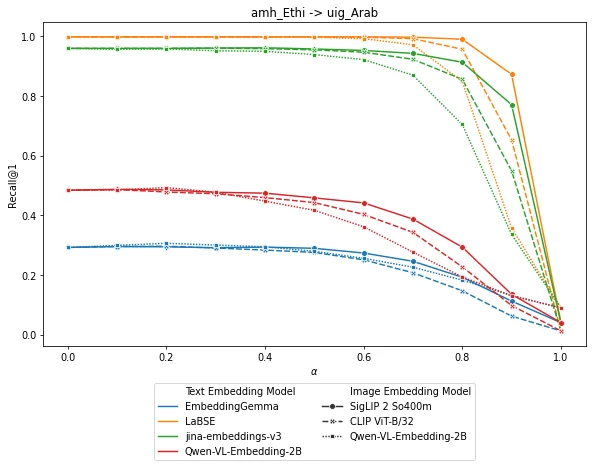 amh_Ethi -> uig_Arab
Recall@1
1.0
0.8
0.6
0.4
0.2
0.0
0.0 0.2 0.4 0.6 0.8 1.0
α
Text Embedding Model Image Embedding Model
EmbeddingGemma SigLIP 2 So400m
LaBSE CLIP ViT-B/32
jina-embeddings-v3 Qwen-VL-Embedding-2B
Qwen-VL-Embedding-2B